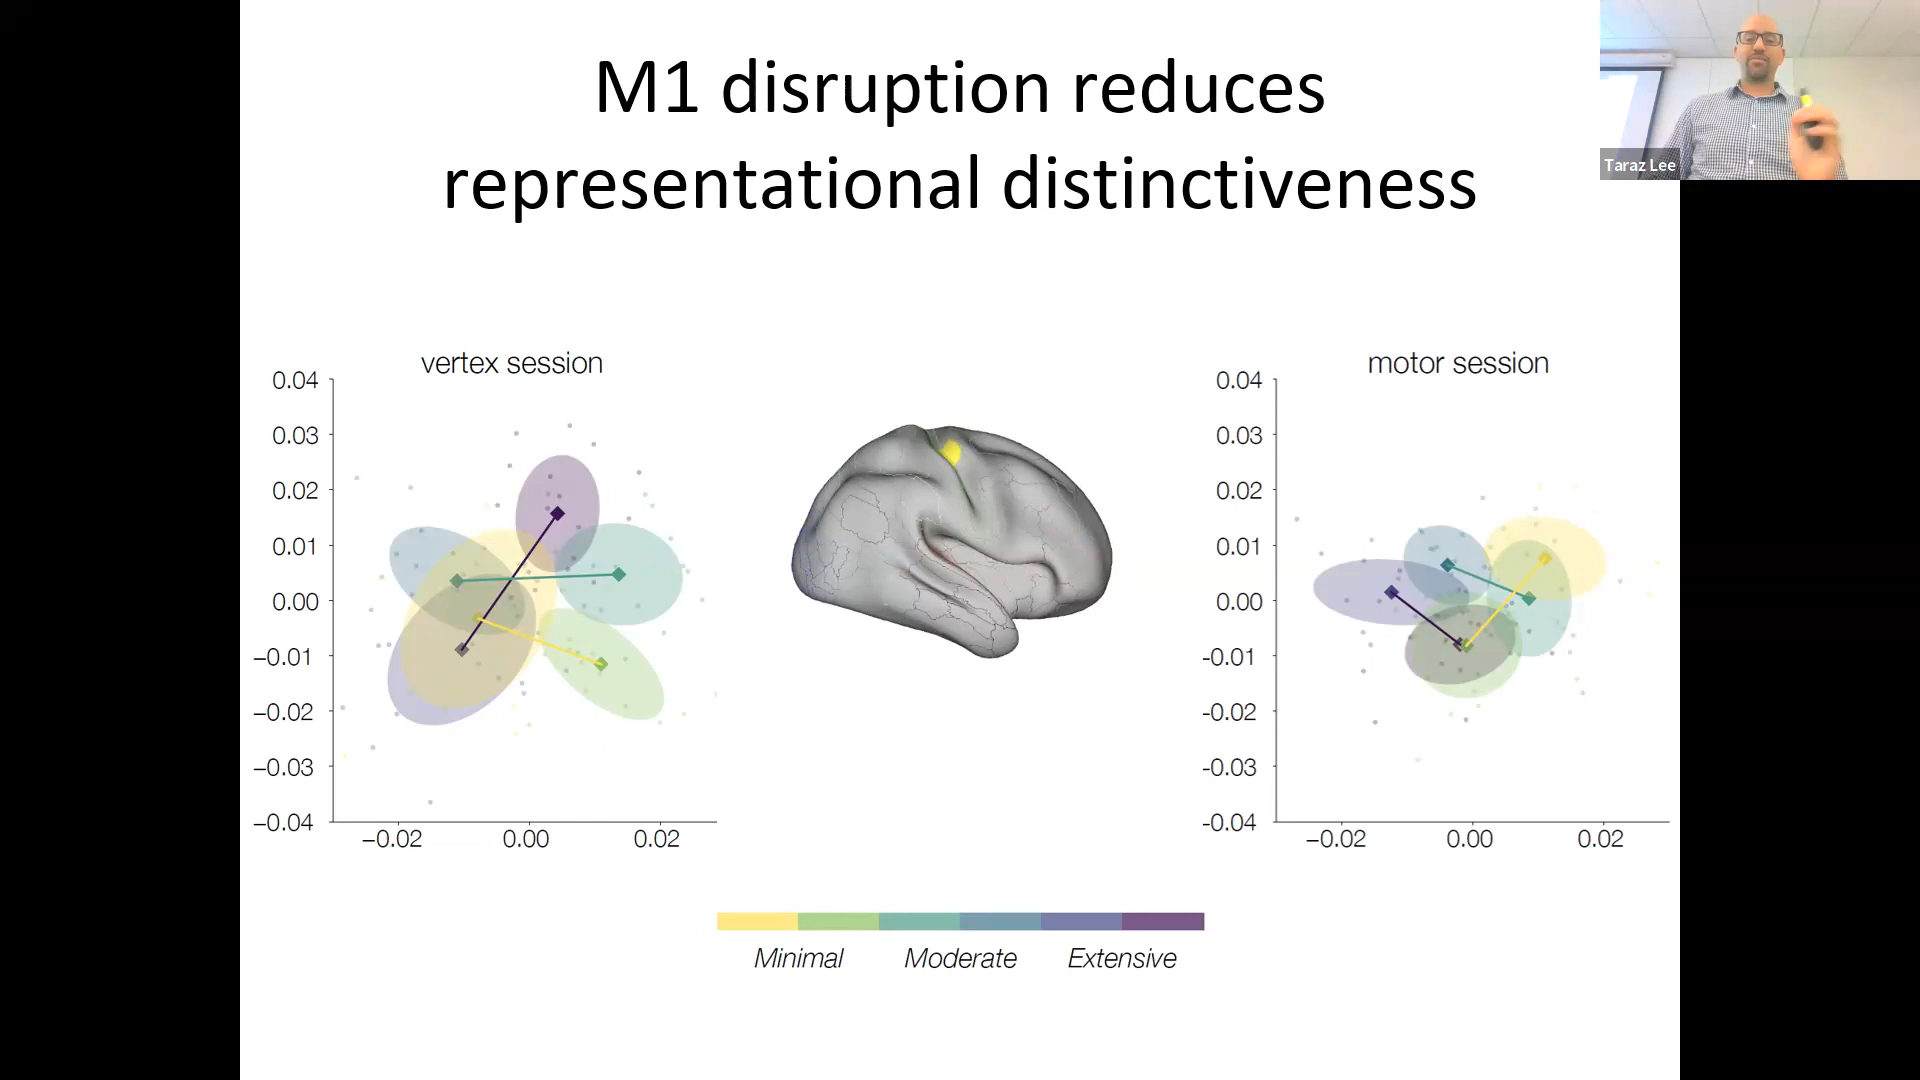 M1 disruption reduces
representational distinctiveness
Taraz Lee
vertex session
0.04
0.03
0.02
0.01
0.00
−0.01
−0.02
−0.03
−0.04
−0.02 0.00 0.02
motor session
0.04
0.03
0.02
0.01
0.00
-0.01
-0.02
-0.03
-0.04
−0.02 0.00 0.02
Minimal Moderate Extensive